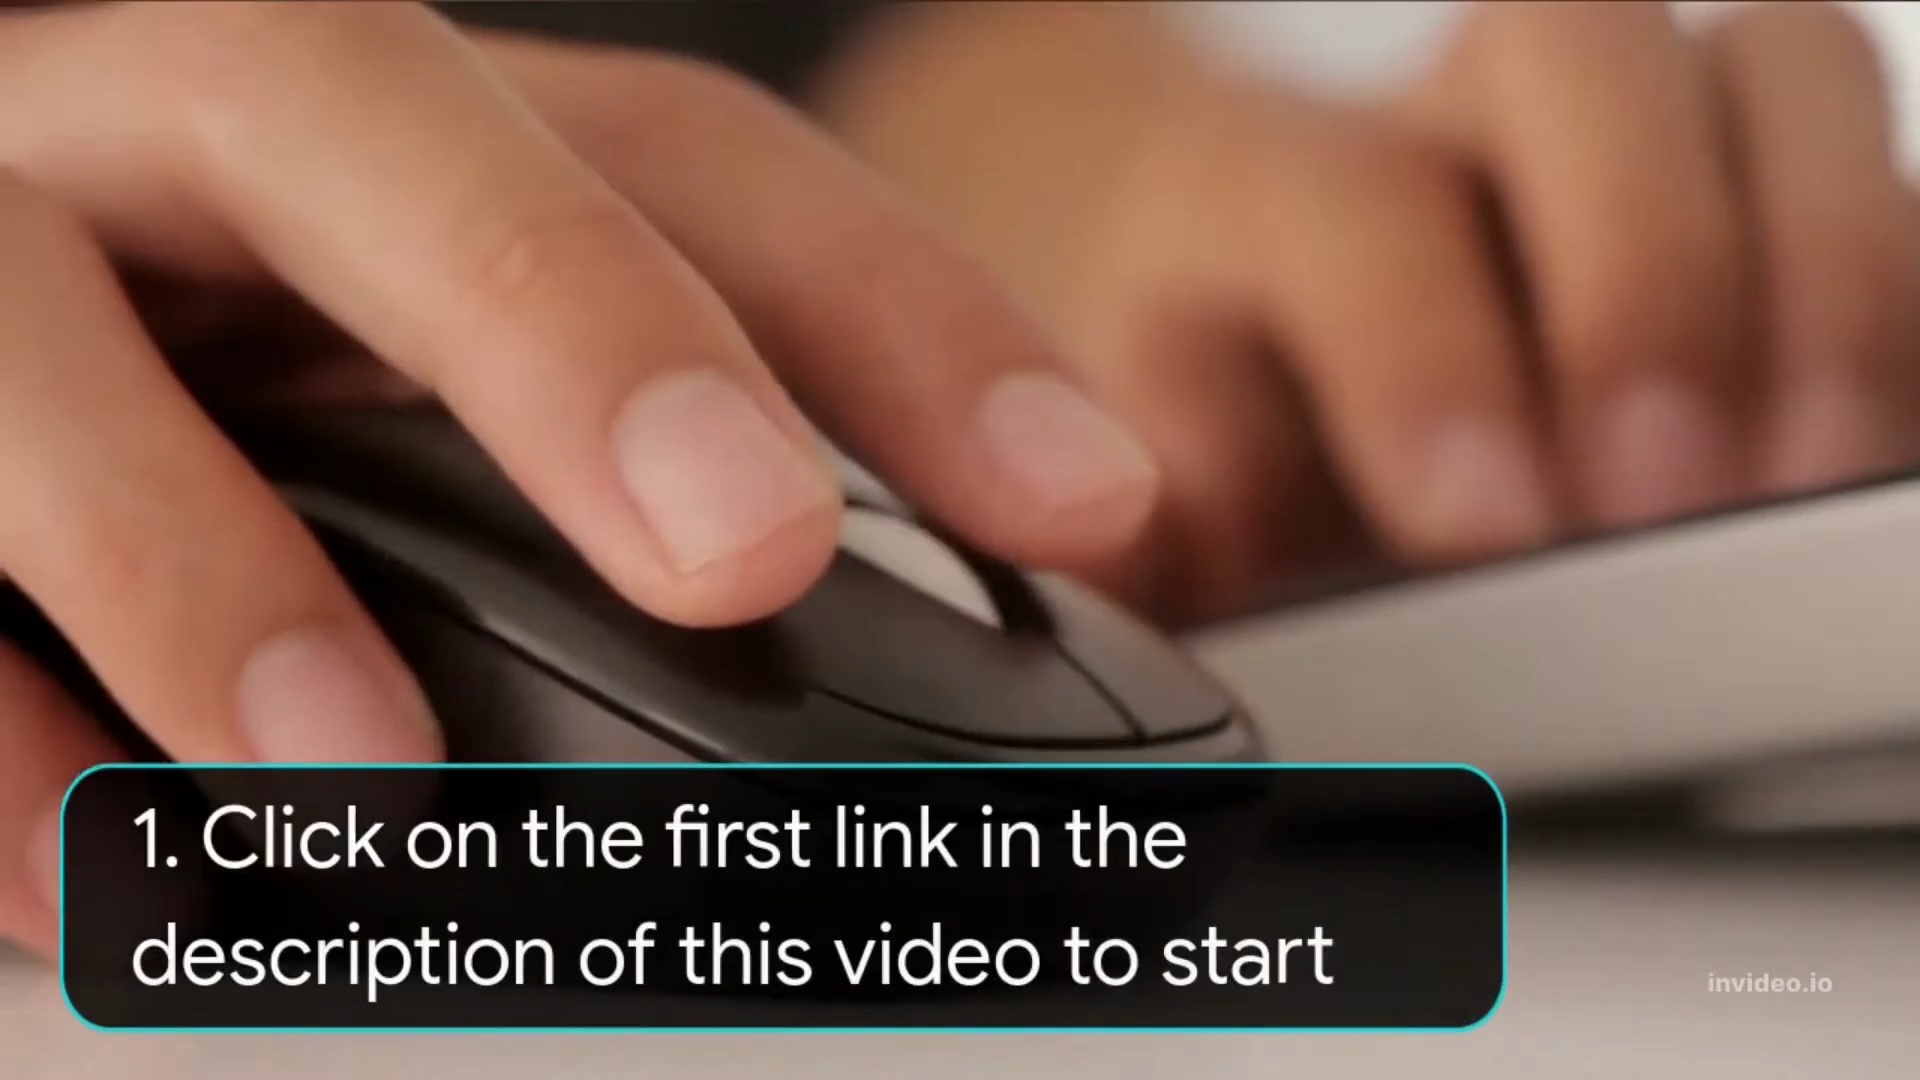 1. Click on the first link in the
description of this video to start
invideo.io